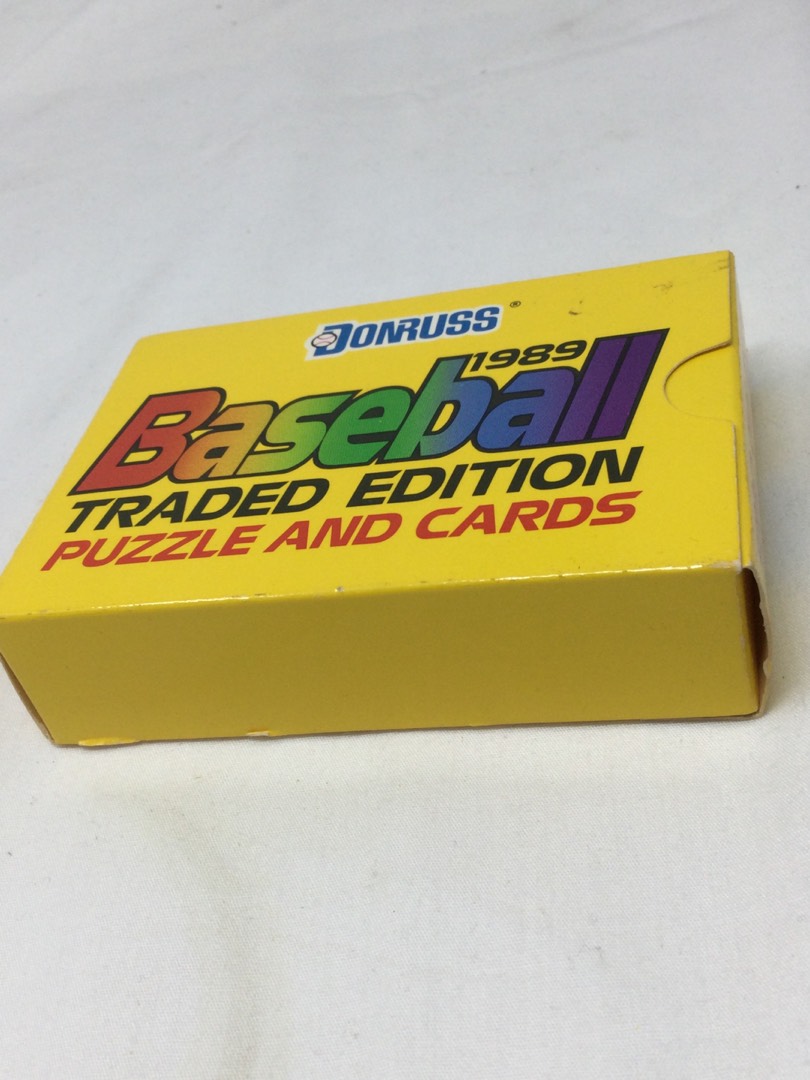 DONRUSS®
1989
Baseball
TRADED EDITION
PUZZLE AND CARDS